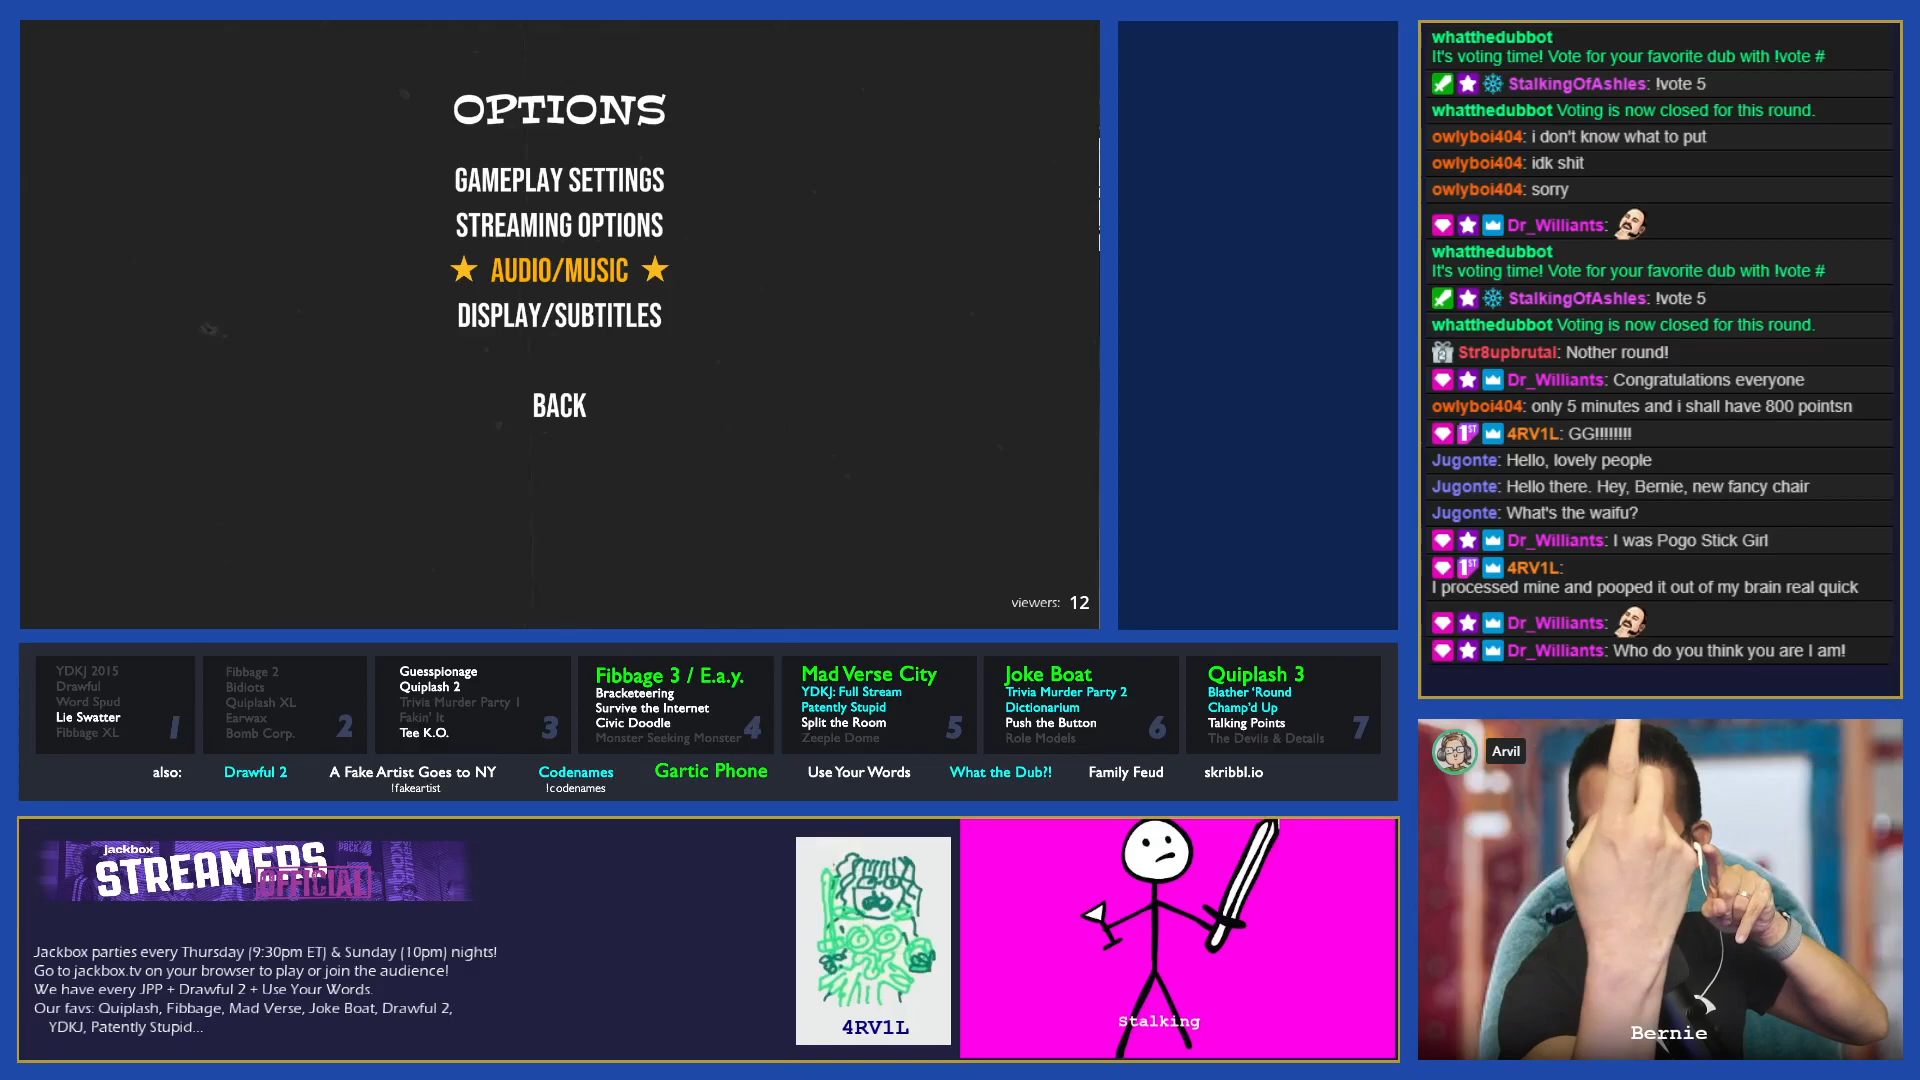 OPTIONS
GAMEPLAY SETTINGS
STREAMING OPTIONS
★ AUDIO/MUSIC ★
DISPLAY/SUBTITLES
BACK
viewers: 12
YDKJ 2015
Drawful
Word Spud
Lie Swatter
Fibbage XL
1
Fibbage 2
Bidiots
Quiplash XL
Earwax
Bomb Corp.
2
Guesspionage
Quiplash 2
Trivia Murder Party 1
Fakin' It
Tee K.O.
3
Fibbage 3 / E.a.y.
Bracketeering
Survive the Internet
Civic Doodle
Monster Seeking Monster
4
Mad Verse City
YDKJ: Full Stream
Patently Stupid
Split the Room
Zeeple Dome
5
Joke Boat
Trivia Murder Party 2
Dictionarium
Push the Button
Role Models
6
Quiplash 3
Blather 'Round
Champ'd Up
Talking Points
The Devils & Details
7
also: Drawful 2 A Fake Artist Goes to NY Codenames Gartic Phone Use Your Words What the Dub?! Family Feud skribbl.io
!fakeartist !codenames
jackbox
STREAMERS
OFFICIAL
Jackbox parties every Thursday (9:30pm ET) & Sunday (10pm) nights!
Go to jackbox.tv on your browser to play or join the audience!
We have every JPP + Drawful 2 + Use Your Words.
Our favs: Quiplash, Fibbage, Mad Verse, Joke Boat, Drawful 2,
YDKJ, Patently Stupid...
4RV1L
Stalking
whatthedubbot
It's voting time! Vote for your favorite dub with !vote #
StalkingOfAshles: !vote 5
whatthedubbot Voting is now closed for this round.
owlyboi404: i don't know what to put
owlyboi404: idk shit
owlyboi404: sorry
Dr_Williants:
whatthedubbot
It's voting time! Vote for your favorite dub with !vote #
StalkingOfAshles: !vote 5
whatthedubbot Voting is now closed for this round.
2 Str8upbrutal: Nother round!
Dr_Williants: Congratulations everyone
owlyboi404: only 5 minutes and i shall have 800 pointsn
1ST 4RV1L: GG!!!!!!!!
Jugonte: Hello, lovely people
Jugonte: Hello there. Hey, Bernie, new fancy chair
Jugonte: What's the waifu?
Dr_Williants: I was Pogo Stick Girl
1ST 4RV1L:
I processed mine and pooped it out of my brain real quick
Dr_Williants:
Dr_Williants: Who do you think you are I am!
Arvil
Bernie